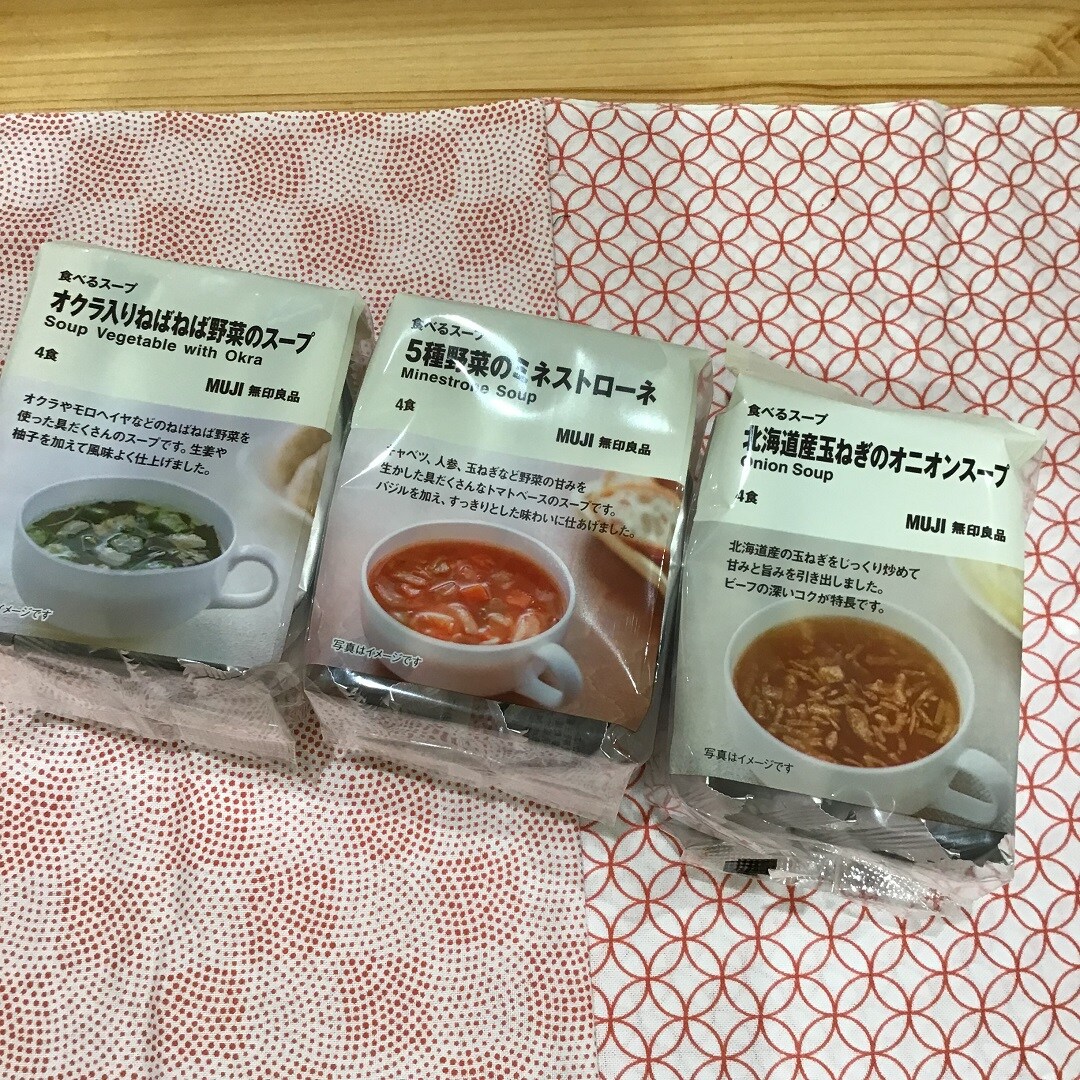 食べるスープ
オクラ入りねばねば野菜のスープ
Soup Vegetable with Okra
4食
MUJI 無印良品
オクラやモロヘイヤなどのねばねば野菜を
使った具だくさんのスープです。生姜や
柚子を加えて風味よく仕上げました。
イメージです
食べるスープ
5種野菜のミネストローネ
Minestrone Soup
4食
MUJI 無印良品
キャベツ、人参、玉ねぎなど野菜の甘みを
生かした具だくさんなトマトベースのスープです。
バジルを加え、すっきりとした味わいに仕あげました。
写真はイメージです
食べるスープ
北海道産玉ねぎのオニオンスープ
Onion Soup
4食
MUJI 無印良品
北海道産の玉ねぎをじっくり炒めて
甘みと旨みを引き出しました。
ビーフの深いコクが特長です。
写真はイメージです